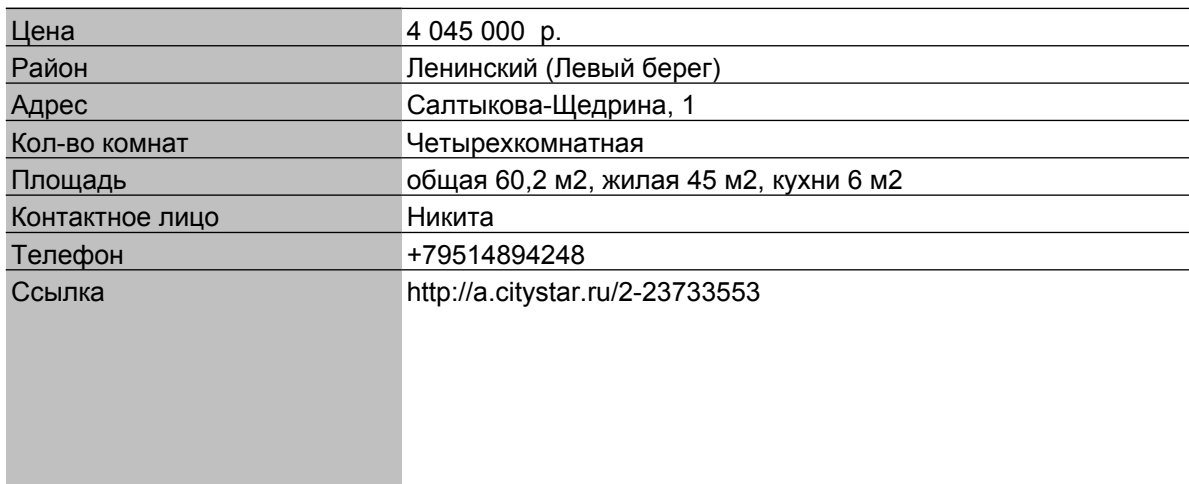 Цена 4 045 000 р.
Район Ленинский (Левый берег)
Адрес Салтыкова-Щедрина, 1
Кол-во комнат Четырехкомнатная
Площадь общая 60,2 м2, жилая 45 м2, кухни 6 м2
Контактное лицо Никита
Телефон +79514894248
Ссылка http://a.citystar.ru/2-23733553